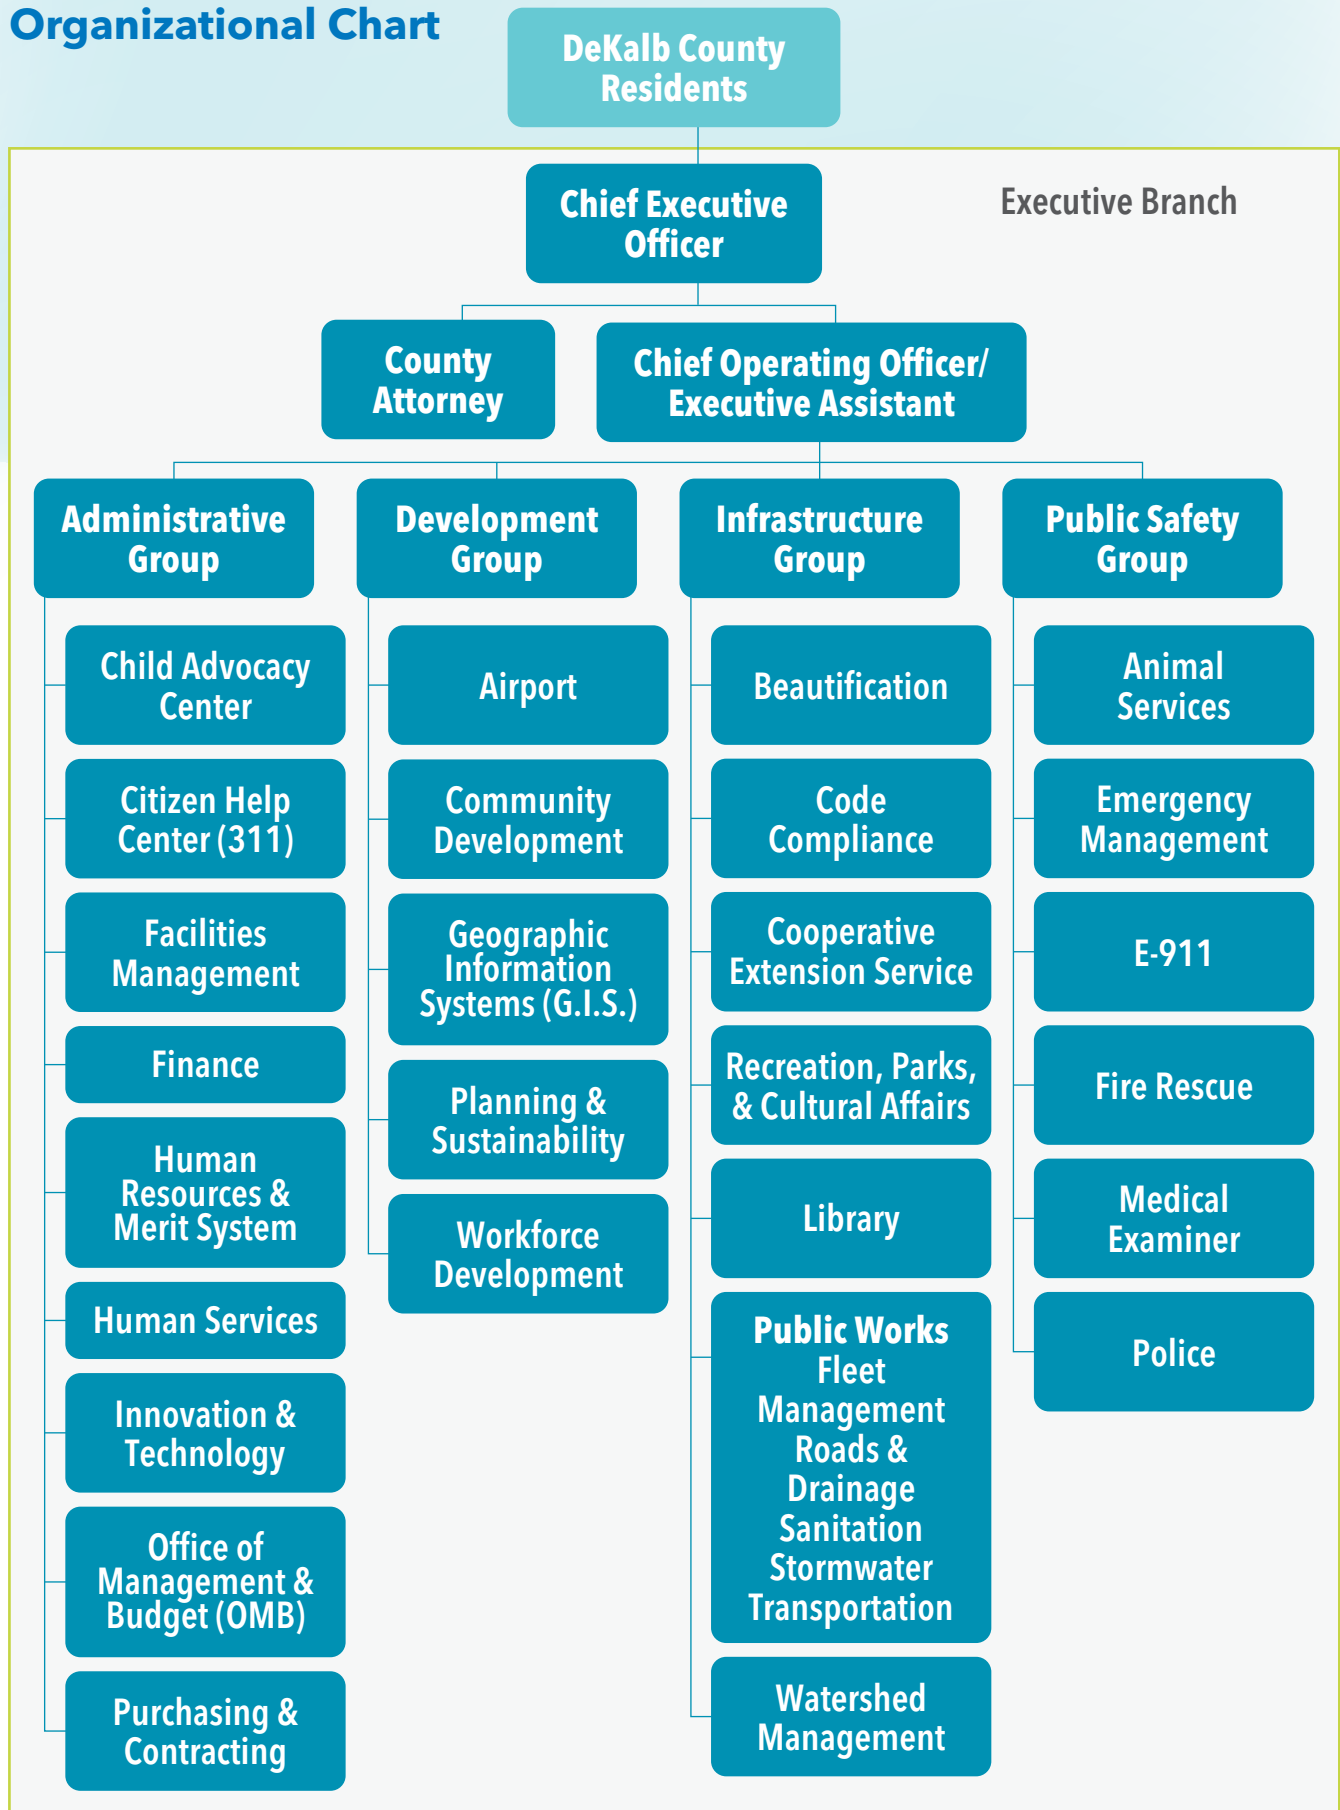 Organizational Chart
DeKalb County
Residents
Executive Branch
Chief Executive
Officer
County
Attorney
Chief Operating Officer/
Executive Assistant
Administrative
Group
Child Advocacy
Center
Citizen Help
Center (311)
Facilities
Management
Finance
Human
Resources &
Merit System
Human Services
Innovation &
Technology
Office of
Management &
Budget (OMB)
Purchasing &
Contracting
Development
Group
Airport
Community
Development
Geographic
Information
Systems (G.I.S.)
Planning &
Sustainability
Workforce
Development
Infrastructure
Group
Beautification
Code
Compliance
Cooperative
Extension Service
Recreation, Parks,
& Cultural Affairs
Library
Public Works
Fleet
Management
Roads &
Drainage
Sanitation
Stormwater
Transportation
Watershed
Management
Public Safety
Group
Animal
Services
Emergency
Management
E-911
Fire Rescue
Medical
Examiner
Police